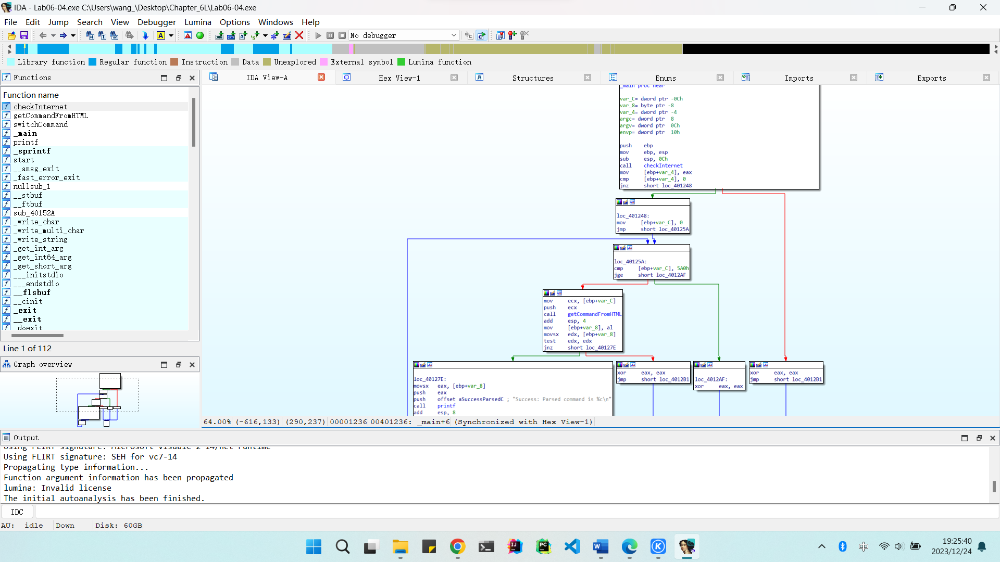 IDA - Lab06-04.exe C:\Users\wang_\Desktop\Chapter_6L\Lab06-04.exe
File Edit Jump Search View Debugger Lumina Options Windows Help
No debugger
Library function Regular function Instruction Data Unexplored External symbol Lumina function
Functions
IDA View-A Hex View-1 Structures Enums Imports Exports
Function name
checkInternet
getCommandFromHTML
switchCommand
_main
printf
_sprintf
start
__amsg_exit
_fast_error_exit
nullsub_1
__stbuf
__ftbuf
sub_40152A
_write_char
_write_multi_char
_write_string
_get_int_arg
_get_int64_arg
_get_short_arg
___initstdio
___endstdio
__flsbuf
__cinit
_exit
__exit
_doexit
Line 1 of 112
Graph overview
_main proc near
var_C= dword ptr -0Ch
var_8= byte ptr -8
var_4= dword ptr -4
argc= dword ptr  8
argv= dword ptr  0Ch
envp= dword ptr  10h
push ebp
mov ebp, esp
sub esp, 0Ch
call checkInternet
mov [ebp+var_4], eax
cmp [ebp+var_4], 0
jnz short loc_401248
loc_401248:
mov [ebp+var_C], 0
jmp short loc_40125A
loc_40125A:
cmp [ebp+var_C], 5A0h
jge short loc_4012AF
mov ecx, [ebp+var_C]
push ecx
call getCommandFromHTML
add esp, 4
mov [ebp+var_8], al
movsx edx, [ebp+var_8]
test edx, edx
jnz short loc_40127E
loc_40127E:
movsx eax, [ebp+var_8]
push eax
push offset aSuccessParsedC ; "Success: Parsed command is %c\n"
call printf
add esp, 8
xor eax, eax
jmp short loc_4012B1
loc_4012AF:
xor eax, eax
xor eax, eax
jmp short loc_4012B1
64.00% (-616,133) (290,237) 00001236 00401236: _main+6 (Synchronized with Hex View-1)
Output
Using FLIRT signature: Microsoft VisualC 2-14/net runtime
Using FLIRT signature: SEH for vc7-14
Propagating type information...
Function argument information has been propagated
lumina: Invalid license
The initial autoanalysis has been finished.
IDC
AU: idle Down Disk: 60GB
中
19:25:40
2023/12/24